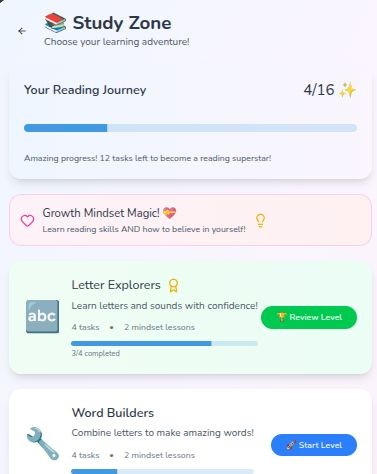 Study Zone
Choose your learning adventure!
Your Reading Journey
4/16 ✨
Amazing progress! 12 tasks left to become a reading superstar!
Growth Mindset Magic! 💝
Learn reading skills AND how to believe in yourself!
abc
Letter Explorers
Learn letters and sounds with confidence!
4 tasks • 2 mindset lessons
3/4 completed
🏆 Review Level
Word Builders
Combine letters to make amazing words!
4 tasks • 2 mindset lessons
🚀 Start Level